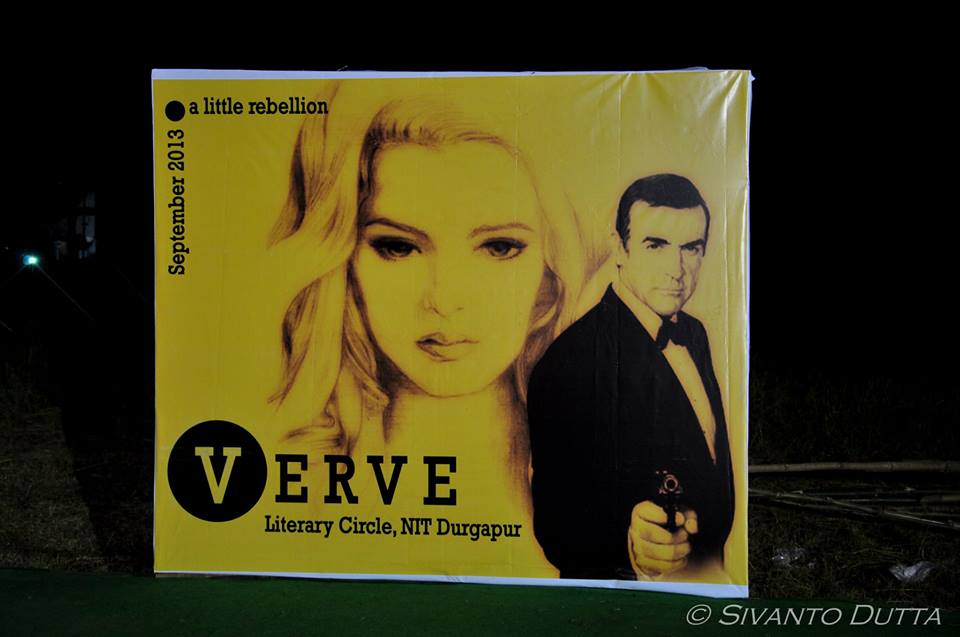 a little rebellion
September 2013
VERVE
Literary Circle, NIT Durgapur
© SIVANTO DUTTA